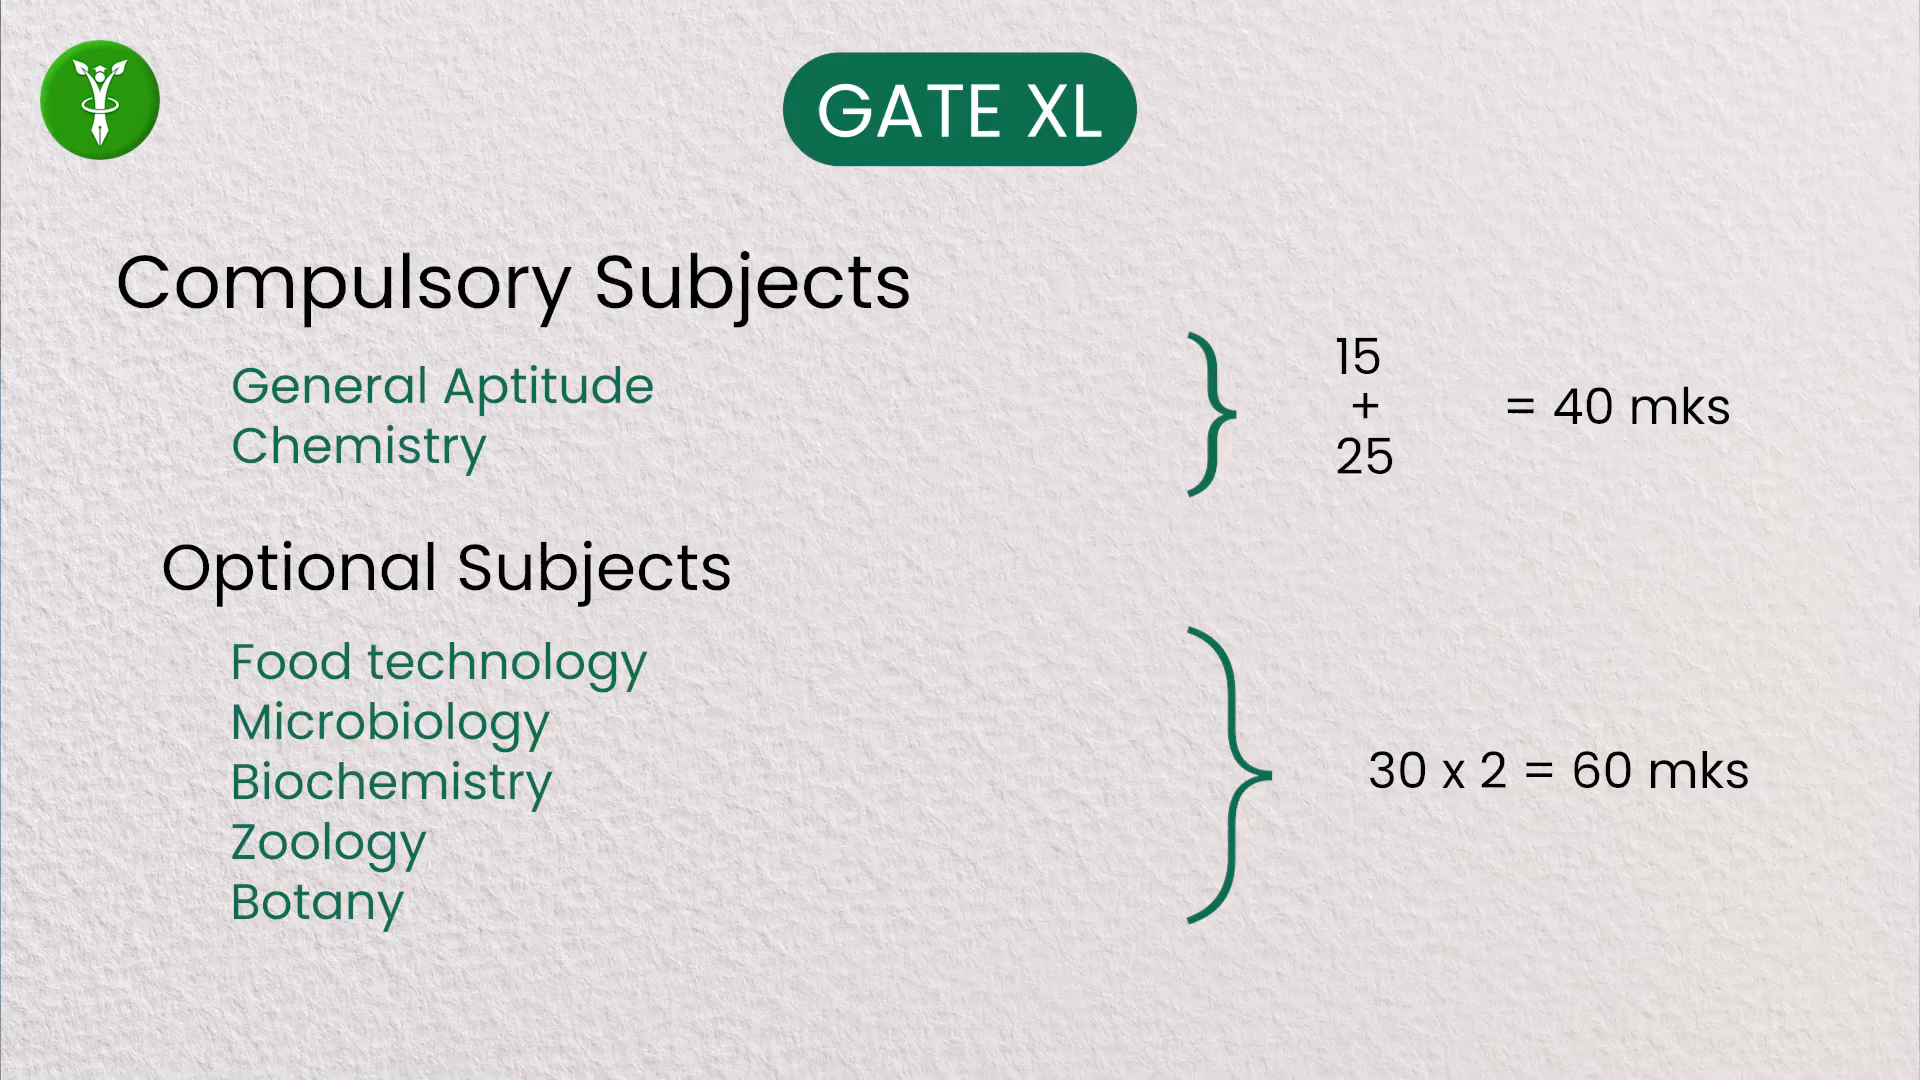 GATE XL
Compulsory Subjects
General Aptitude
Chemistry
15
+
25
= 40 mks
Optional Subjects
Food technology
Microbiology
Biochemistry
Zoology
Botany
30 x 2 = 60 mks